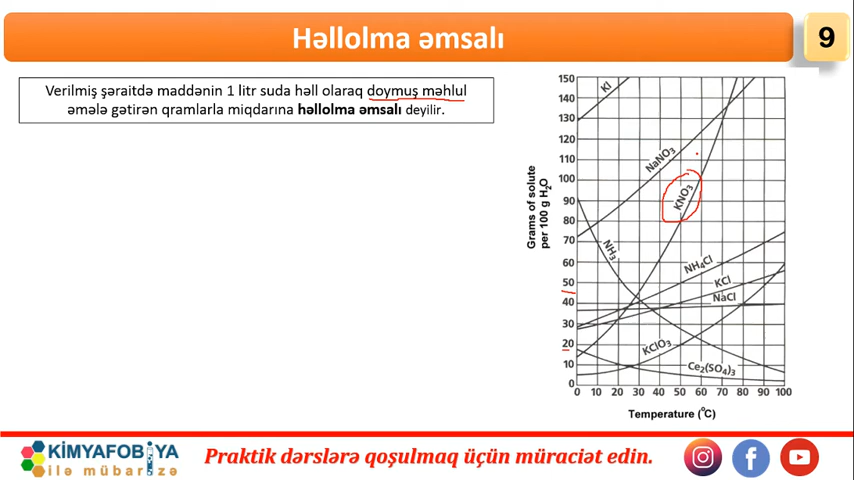 Həllolma əmsalı
9
Verilmiş şəraitdə maddənin 1 litr suda həll olaraq doymuş məhlul
əmələ gətirən qramlarla miqdarına həllolma əmsalı deyilir.
Grams of solute
per 100 g H₂O
150
140
130
120
110
100
90
80
70
60
50
40
30
20
10
0
KI
NaNO₃
KNO₃
NH₃
NH₄Cl
KCl
NaCl
KClO₃
Ce₂(SO₄)₃
0 10 20 30 40 50 60 70 80 90 100
Temperature (°C)
KİMYAFOBİYA
ilə mübarizə
Praktik dərslərə qoşulmaq üçün müraciət edin.